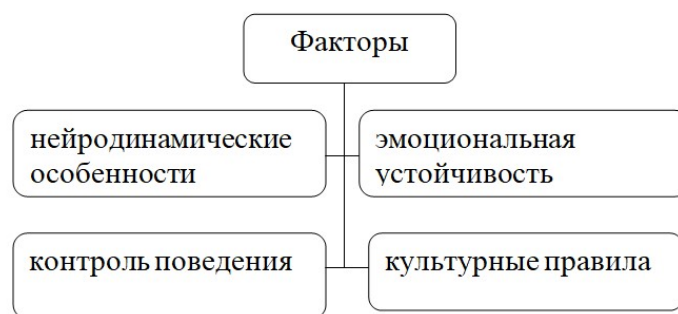 Факторы
нейродинамические
особенности
эмоциональная
устойчивость
контроль поведения
культурные правила